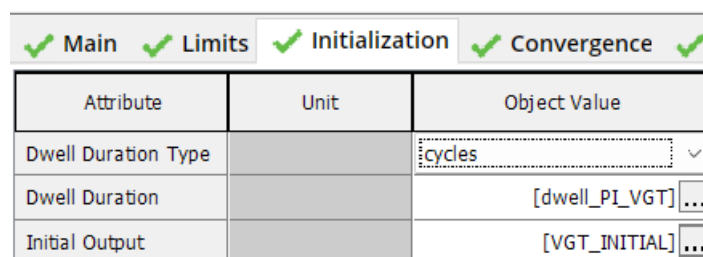 Main Limits Initialization Convergence
Attribute Unit Object Value
Dwell Duration Type cycles
Dwell Duration [dwell_PI_VGT] ...
Initial Output [VGT_INITIAL] ...